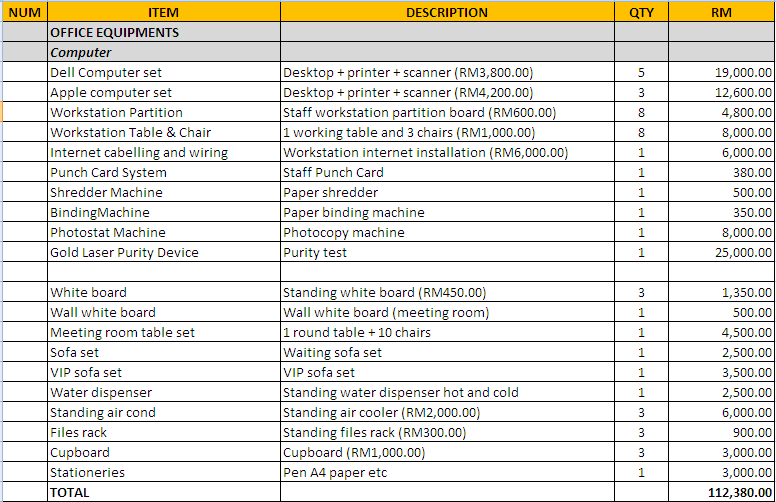 NUM ITEM DESCRIPTION QTY RM
OFFICE EQUIPMENTS
Computer
Dell Computer set Desktop + printer + scanner (RM3,800.00) 5 19,000.00
Apple computer set Desktop + printer + scanner (RM4,200.00) 3 12,600.00
Workstation Partition Staff workstation partition board (RM600.00) 8 4,800.00
Workstation Table & Chair 1 working table and 3 chairs (RM1,000.00) 8 8,000.00
Internet cabelling and wiring Workstation internet installation (RM6,000.00) 1 6,000.00
Punch Card System Staff Punch Card 1 380.00
Shredder Machine Paper shredder 1 500.00
BindingMachine Paper binding machine 1 350.00
Photostat Machine Photocopy machine 1 8,000.00
Gold Laser Purity Device Purity test 1 25,000.00
White board Standing white board (RM450.00) 3 1,350.00
Wall white board Wall white board (meeting room) 1 500.00
Meeting room table set 1 round table + 10 chairs 1 4,500.00
Sofa set Waiting sofa set 1 2,500.00
VIP sofa set VIP sofa set 1 3,500.00
Water dispenser Standing water dispenser hot and cold 1 2,500.00
Standing air cond Standing air cooler (RM2,000.00) 3 6,000.00
Files rack Standing files rack (RM300.00) 3 900.00
Cupboard Cupboard (RM1,000.00) 3 3,000.00
Stationeries Pen A4 paper etc 1 3,000.00
TOTAL 112,380.00